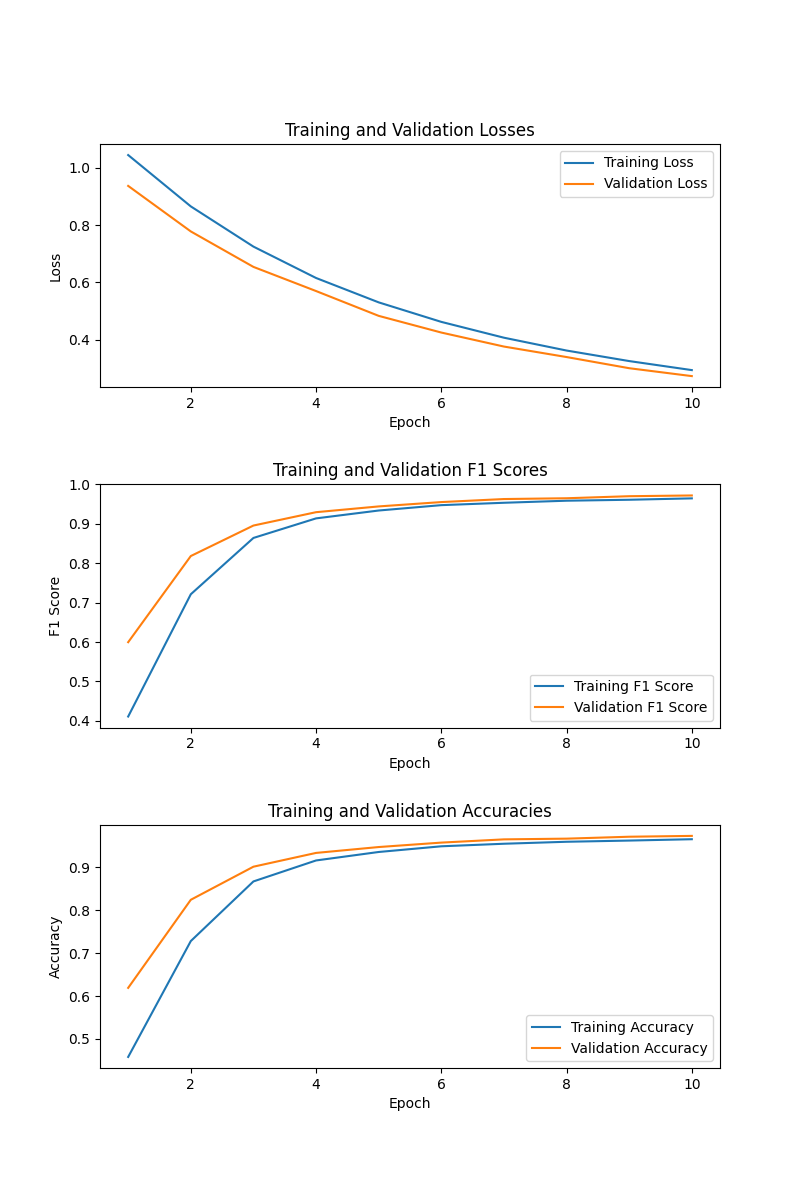 Training and Validation Losses
1.0
0.8
0.6
0.4
Loss
Training Loss
Validation Loss
2 4 6 8 10
Epoch
Training and Validation F1 Scores
1.0
0.9
0.8
0.7
0.6
0.5
0.4
F1 Score
Training F1 Score
Validation F1 Score
2 4 6 8 10
Epoch
Training and Validation Accuracies
0.9
0.8
0.7
0.6
0.5
Accuracy
Training Accuracy
Validation Accuracy
2 4 6 8 10
Epoch